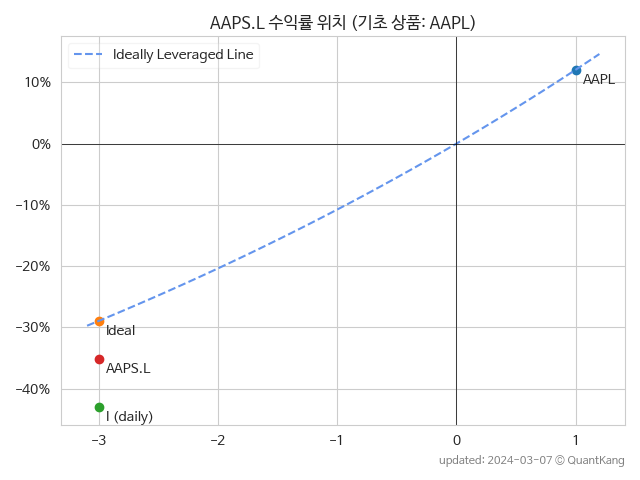 AAPS.L 수익률 위치 (기초 상품: AAPL)
Ideally Leveraged Line
AAPL
10%
0%
−10%
−20%
−30%
−40%
Ideal
AAPS.L
I (daily)
−3
−2
−1
0
1
updated: 2024-03-07 © QuantKang